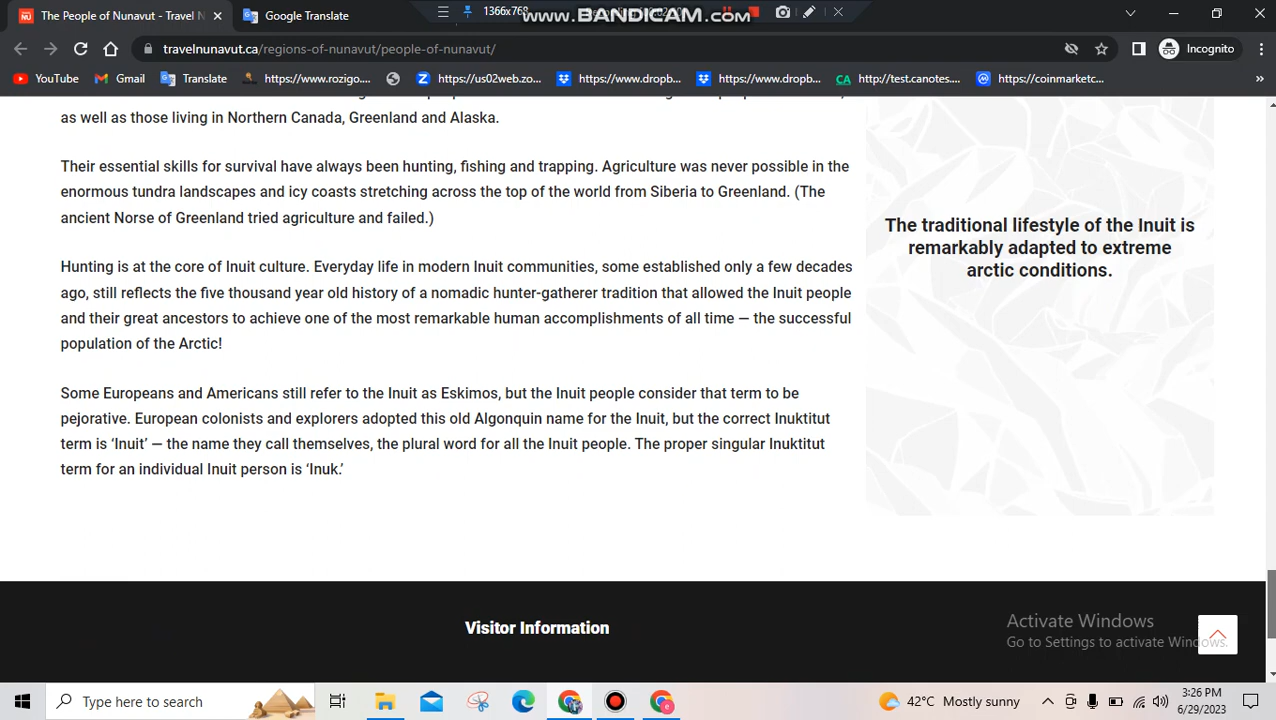 The People of Nunavut - Travel N
Google Translate
1366x768
www.BANDICAM.com
travelnunavut.ca/regions-of-nunavut/people-of-nunavut/
Incognito
YouTube
Gmail
Translate
https://www.rozigo....
https://us02web.zo...
https://www.dropb...
https://www.dropb...
CA
http://test.canotes....
https://coinmarketc...
as well as those living in Northern Canada, Greenland and Alaska.
Their essential skills for survival have always been hunting, fishing and trapping. Agriculture was never possible in the
enormous tundra landscapes and icy coasts stretching across the top of the world from Siberia to Greenland. (The
ancient Norse of Greenland tried agriculture and failed.)
Hunting is at the core of Inuit culture. Everyday life in modern Inuit communities, some established only a few decades
ago, still reflects the five thousand year old history of a nomadic hunter-gatherer tradition that allowed the Inuit people
and their great ancestors to achieve one of the most remarkable human accomplishments of all time — the successful
population of the Arctic!
Some Europeans and Americans still refer to the Inuit as Eskimos, but the Inuit people consider that term to be
pejorative. European colonists and explorers adopted this old Algonquin name for the Inuit, but the correct Inuktitut
term is ‘Inuit’ — the name they call themselves, the plural word for all the Inuit people. The proper singular Inuktitut
term for an individual Inuit person is ‘Inuk.’
The traditional lifestyle of the Inuit is
remarkably adapted to extreme
arctic conditions.
Visitor Information
Activate Windows
Go to Settings to activate Windows.
Type here to search
42°C Mostly sunny
3:26 PM
6/29/2023